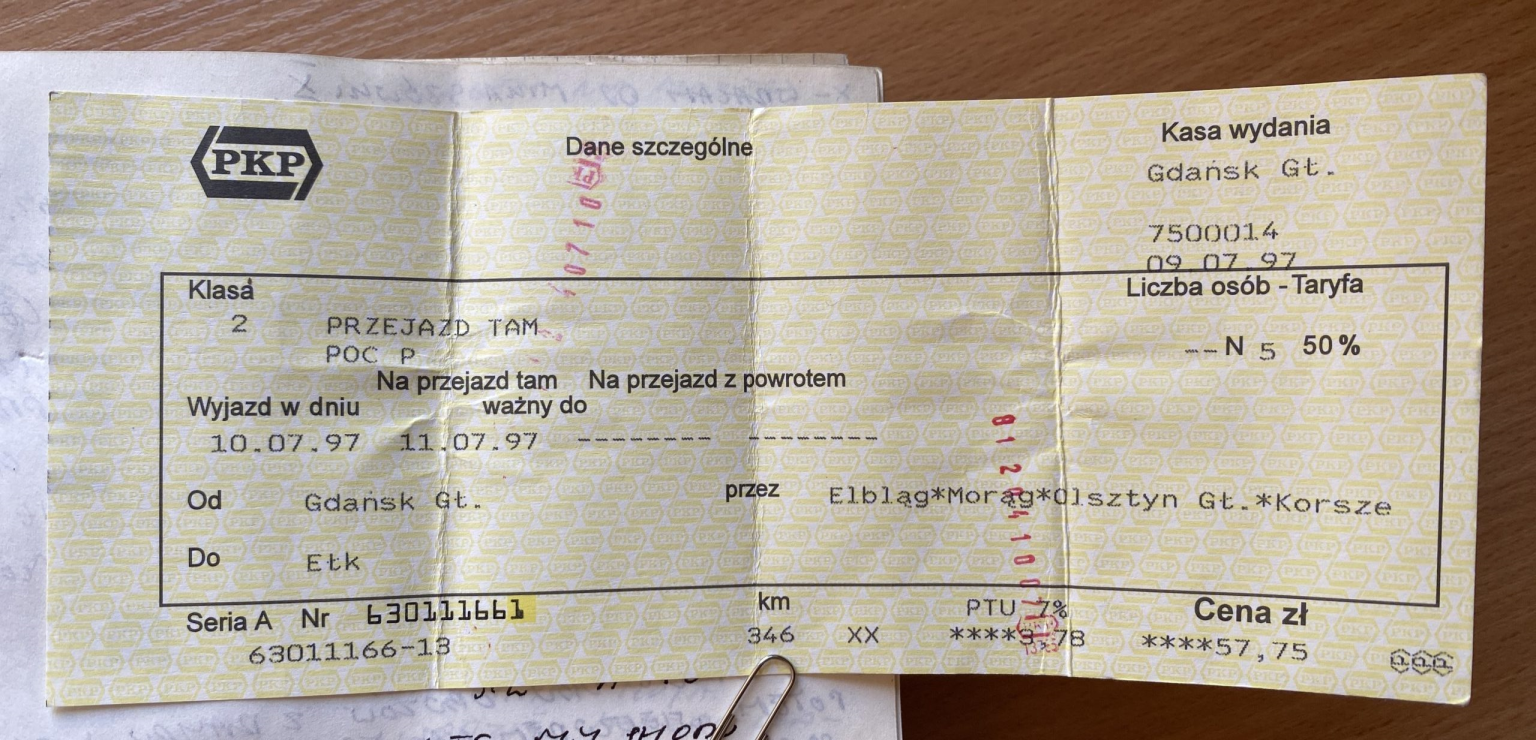 PKP
Dane szczególne
Kasa wydania
Gdańsk Gł.
7500014
09.07.97
Klasa
Liczba osób - Taryfa
2 PRZEJAZD TAM
POC P
--N 5 50 %
Na przejazd tam Na przejazd z powrotem
Wyjazd w dniu ważny do
10.07.97 11.07.97 -------- --------
Od Gdańsk Gł. przez Elbląg*Morąg*Olsztyn Gł.*Korsze
Do Ełk
Seria A Nr 630111661 km PTU 7% Cena zł
63011166-13 346 XX ****3,78 ****57,75